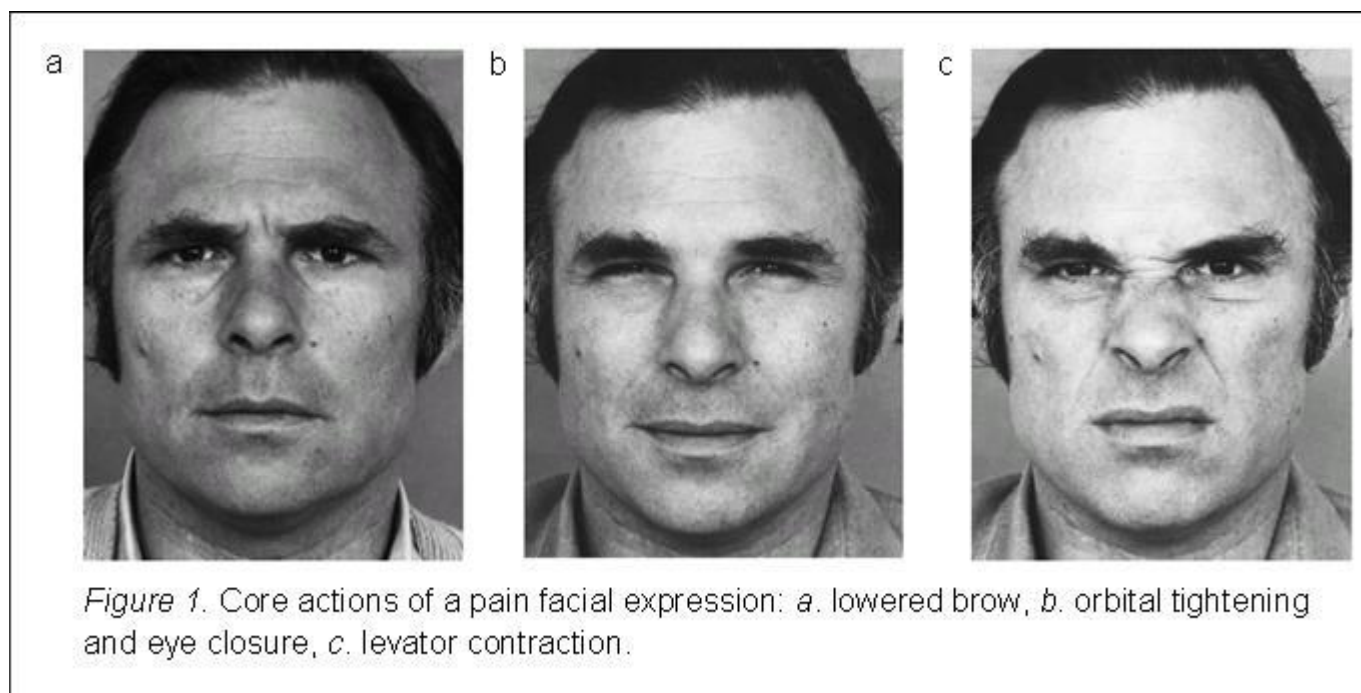 a b c
Figure 1. Core actions of a pain facial expression: a. lowered brow, b. orbital tightening
and eye closure, c. levator contraction.